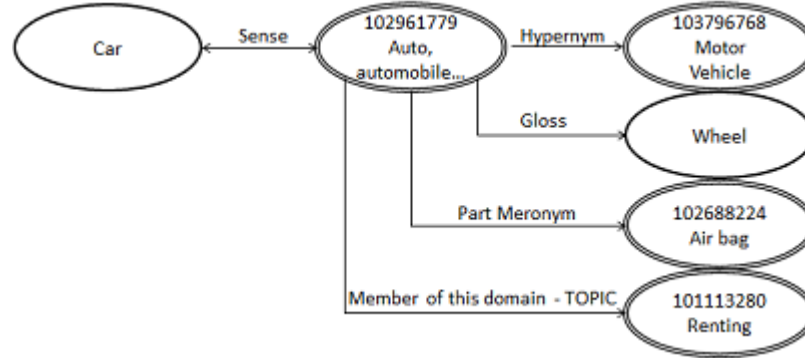 Car
Sense
102961779
Auto,
automobile...
Hypernym
103796768
Motor
Vehicle
Gloss
Wheel
Part Meronym
102688224
Air bag
Member of this domain - TOPIC
101113280
Renting